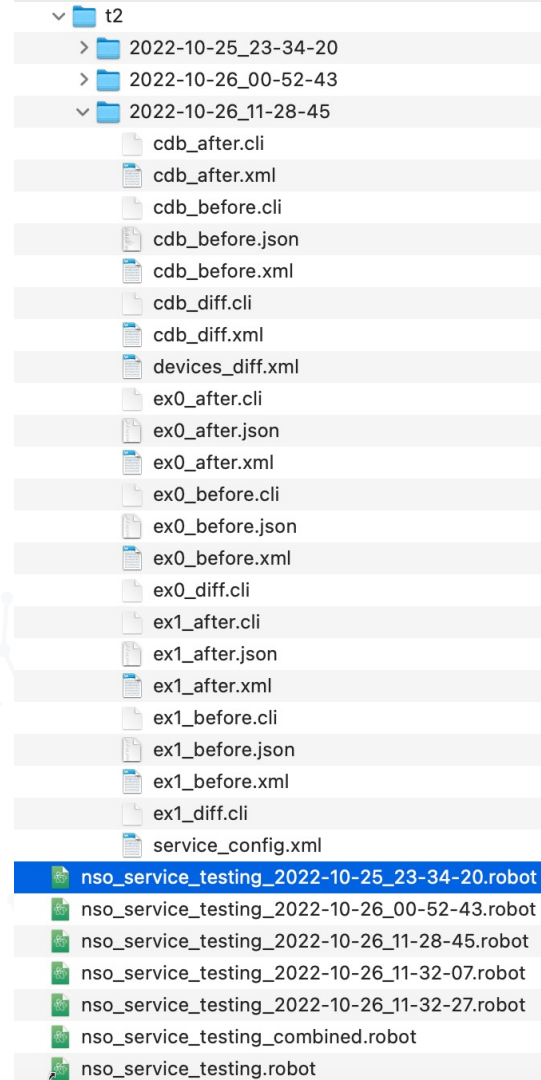 t2
2022-10-25_23-34-20
2022-10-26_00-52-43
2022-10-26_11-28-45
cdb_after.cli
cdb_after.xml
cdb_before.cli
cdb_before.json
cdb_before.xml
cdb_diff.cli
cdb_diff.xml
devices_diff.xml
ex0_after.cli
ex0_after.json
ex0_after.xml
ex0_before.cli
ex0_before.json
ex0_before.xml
ex0_diff.cli
ex1_after.cli
ex1_after.json
ex1_after.xml
ex1_before.cli
ex1_before.json
ex1_before.xml
ex1_diff.cli
service_config.xml
nso_service_testing_2022-10-25_23-34-20.robot
nso_service_testing_2022-10-26_00-52-43.robot
nso_service_testing_2022-10-26_11-28-45.robot
nso_service_testing_2022-10-26_11-32-07.robot
nso_service_testing_2022-10-26_11-32-27.robot
nso_service_testing_combined.robot
nso_service_testing.robot